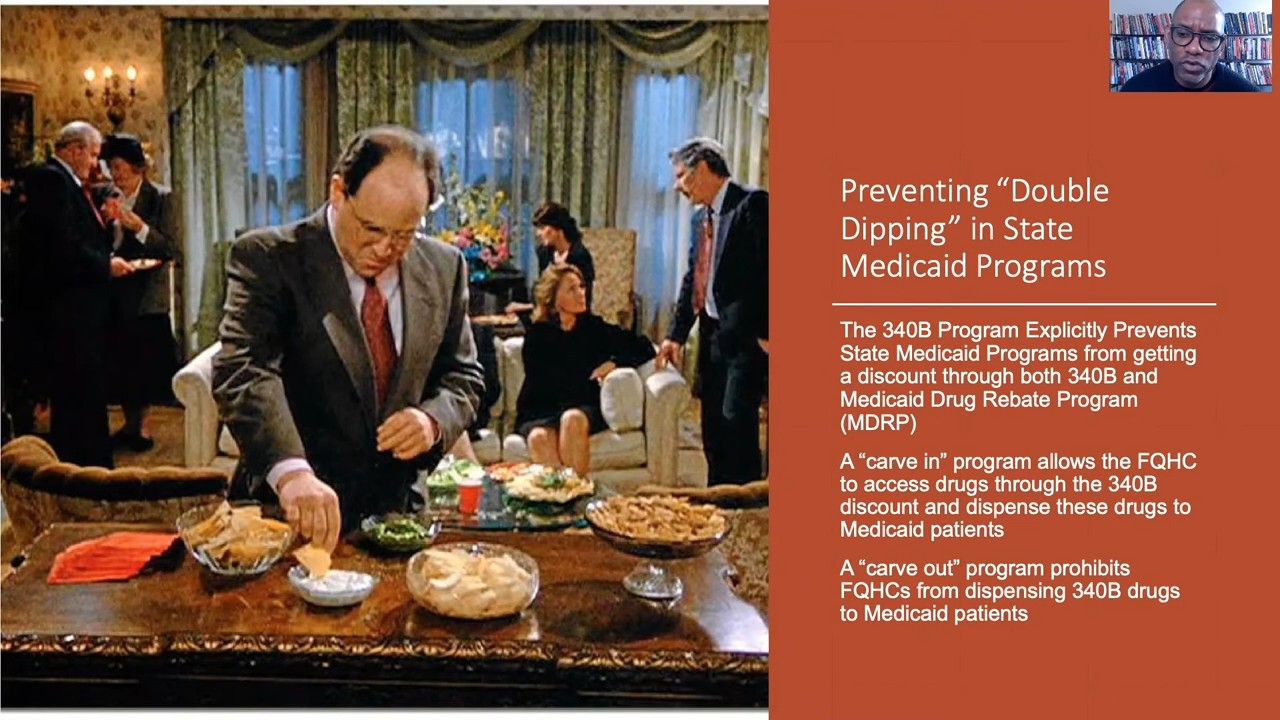 Preventing “Double
Dipping” in State
Medicaid Programs
The 340B Program Explicitly Prevents
State Medicaid Programs from getting
a discount through both 340B and
Medicaid Drug Rebate Program
(MDRP)
A “carve in” program allows the FQHC
to access drugs through the 340B
discount and dispense these drugs to
Medicaid patients
A “carve out” program prohibits
FQHCs from dispensing 340B drugs
to Medicaid patients